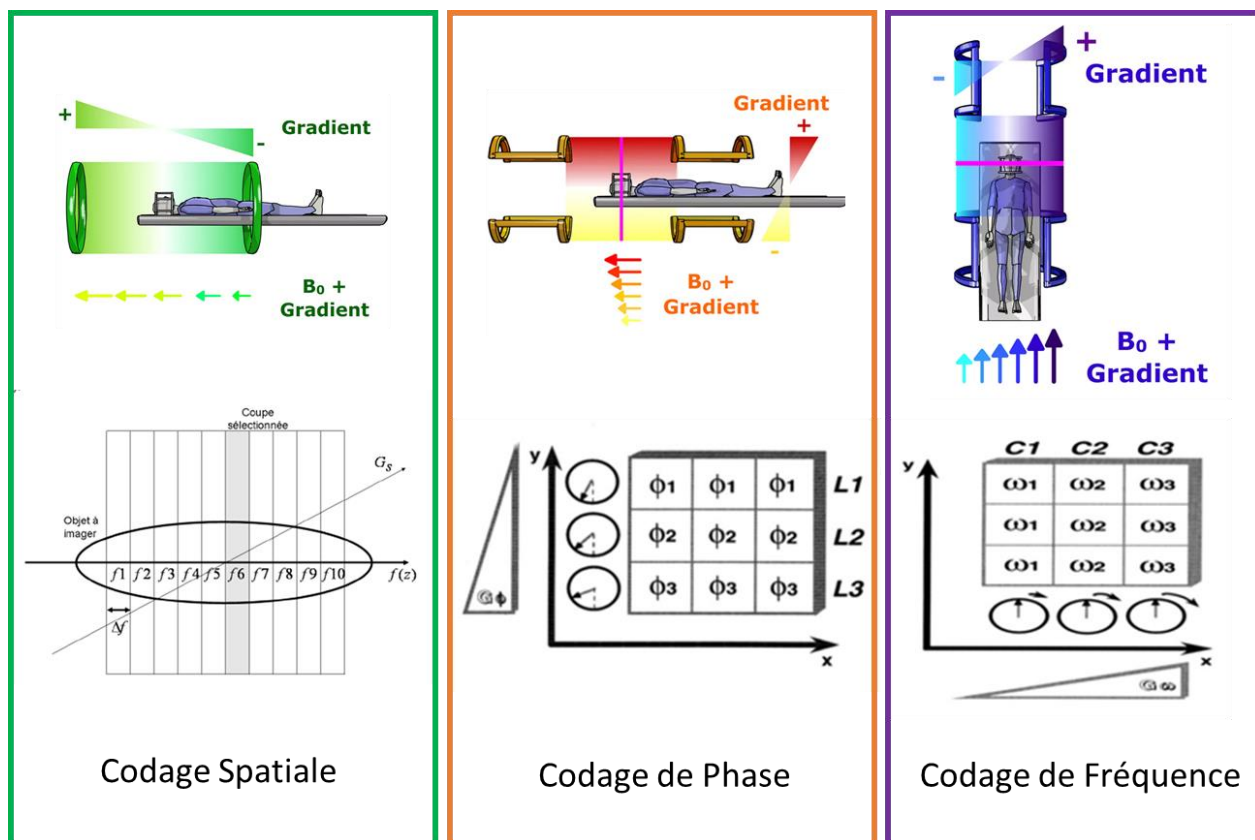 +
Gradient
-
B₀ +
Gradient
Coupe
sélectionnée
Gs
Objet à
imager
f1 f2 f3 f4 f5 f6 f7 f8 f9 f10 f(z)
Δf
Codage Spatiale
Gradient
+
-
B₀ +
Gradient
y
ϕ1 ϕ1 ϕ1 L1
ϕ2 ϕ2 ϕ2 L2
ϕ3 ϕ3 ϕ3 L3
Gϕ
x
Codage de Phase
+
Gradient
-
B₀ +
Gradient
C1 C2 C3
y
ω1 ω2 ω3
ω1 ω2 ω3
ω1 ω2 ω3
x
Gω
Codage de Fréquence